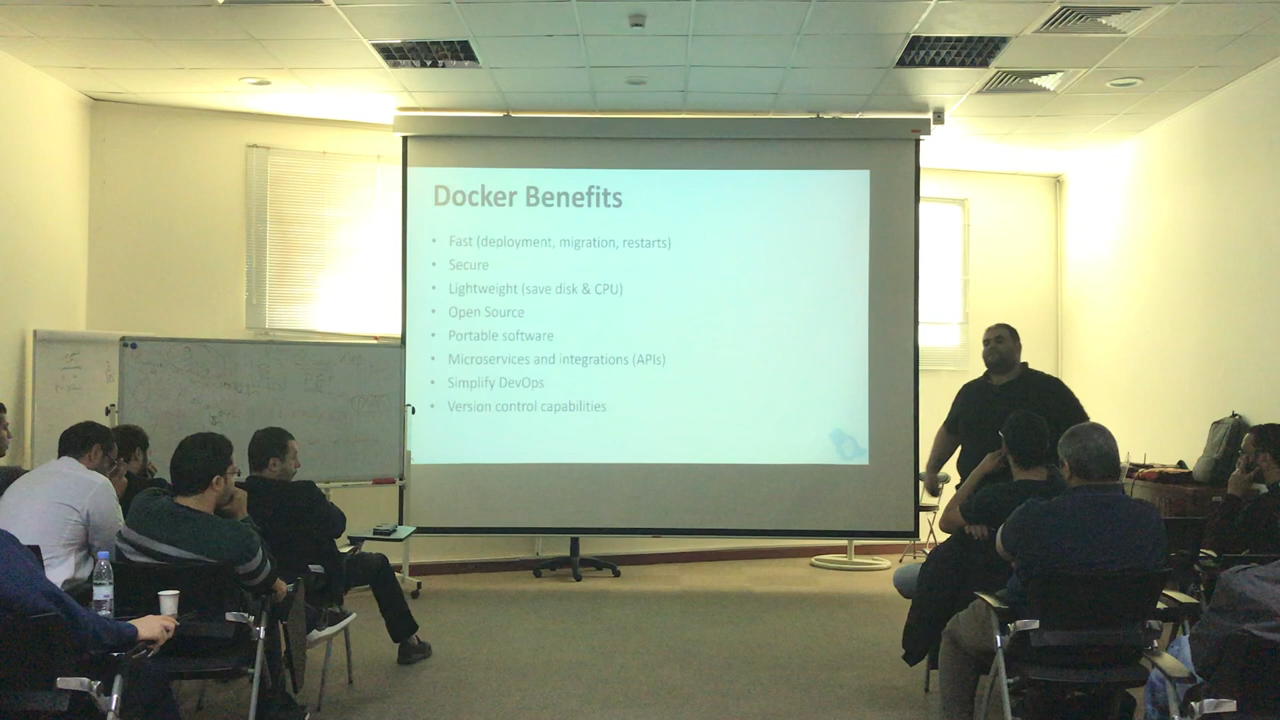 Docker Benefits
• Fast (deployment, migration, restarts)
• Secure
• Lightweight (save disk & CPU)
• Open Source
• Portable software
• Microservices and integrations (APIs)
• Simplify DevOps
• Version control capabilities